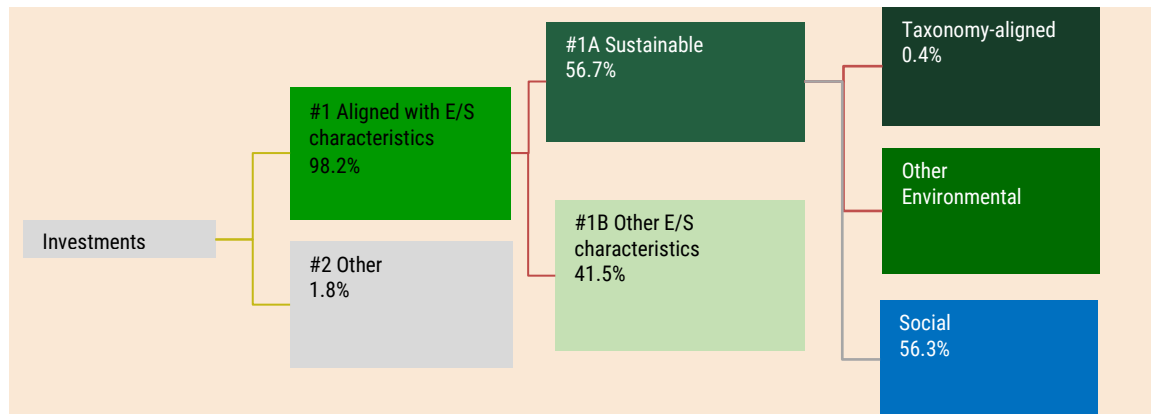 Investments
#1 Aligned with E/S
characteristics
98.2%
#2 Other
1.8%
#1A Sustainable
56.7%
#1B Other E/S
characteristics
41.5%
Taxonomy-aligned
0.4%
Other
Environmental
Social
56.3%